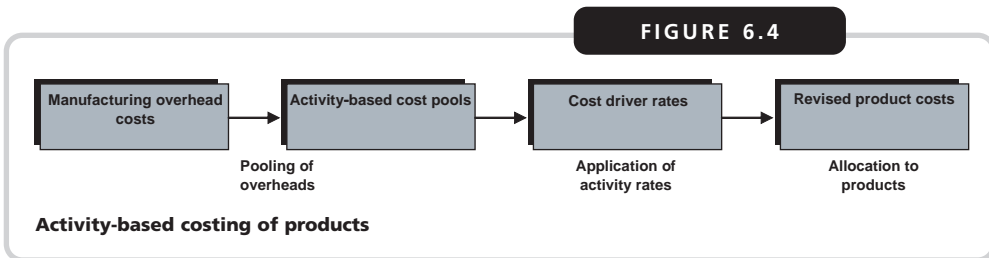 FIGURE 6.4
Manufacturing overhead
costs
Activity-based cost pools
Cost driver rates
Revised product costs
Pooling of
overheads
Application of
activity rates
Allocation to
products
Activity-based costing of products